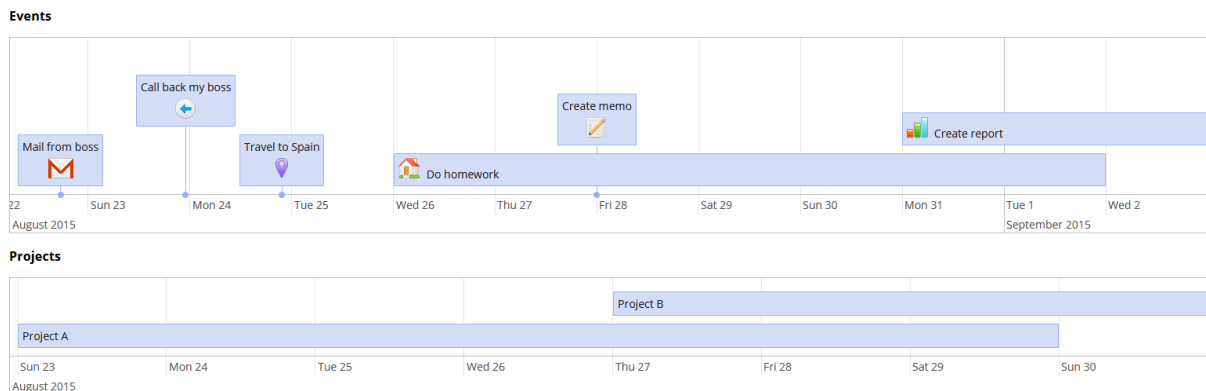 Events
Call back my boss
Create memo
Create report
Mail from boss
Travel to Spain
Do homework
22 Sun 23 Mon 24 Tue 25 Wed 26 Thu 27 Fri 28 Sat 29 Sun 30 Mon 31 Tue 1 Wed 2
August 2015 September 2015
Projects
Project B
Project A
Sun 23 Mon 24 Tue 25 Wed 26 Thu 27 Fri 28 Sat 29 Sun 30
August 2015